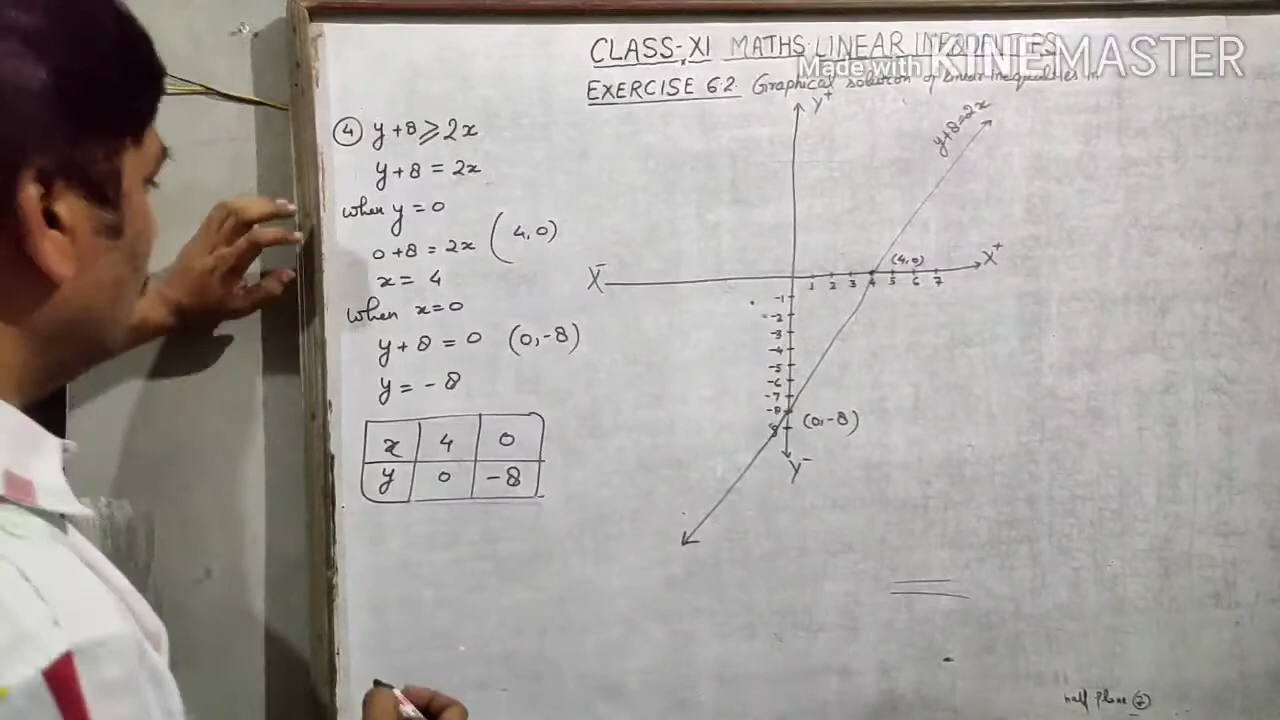 CLASS-XI MATHS LINEAR INEQUALITIES
Made with KINEMASTER
EXERCISE 6.2. Graphical solution of linear inequalities in
④ y+8⩾2x
y+8=2x
when y=0
0+8=2x (4,0)
x=4
when x=0
y+8=0 (0,-8)
y=-8
x 4 0
y 0 -8
Y+
y+8=2x
(4,0)
X- X+
1 2 3 4 5 6 7
-1
-2
-3
-4
-5
-6
-7
-8
9
(0,-8)
Y-
half plane ②